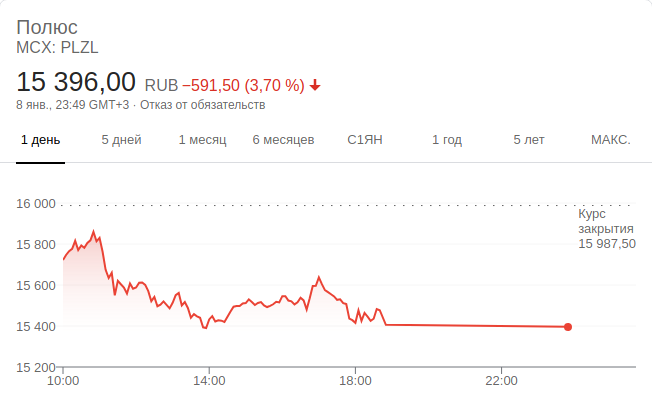 Полюс
MCX: PLZL
15 396,00 RUB −591,50 (3,70 %)
8 янв., 23:49 GMT+3 · Отказ от обязательств
1 день 5 дней 1 месяц 6 месяцев С1ЯН 1 год 5 лет МАКС.
16 000
Курс
закрытия
15 987,50
15 800
15 600
15 400
15 200
10:00 14:00 18:00 22:00